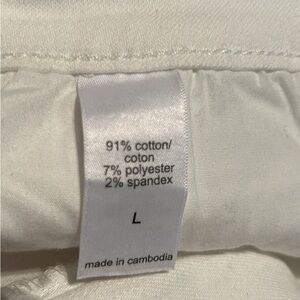 91% cotton/
coton
7% polyester
2% spandex
L
made in cambodia